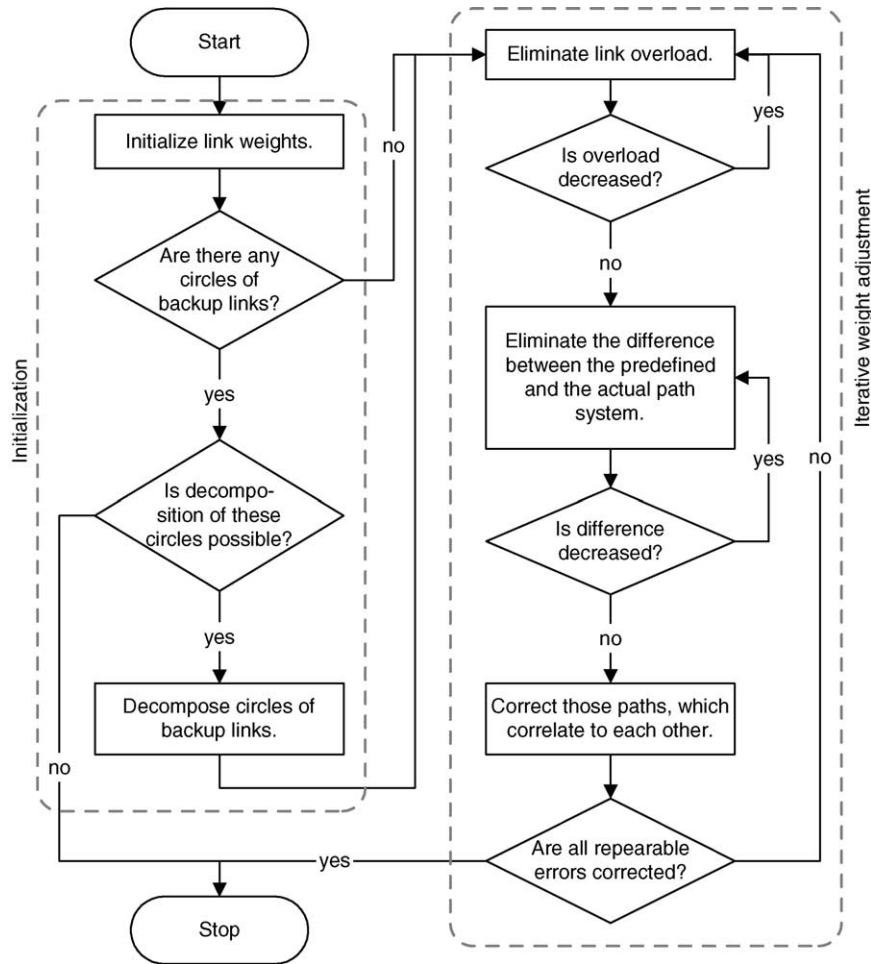 Start
Initialize link weights.
Are there any
circles of
backup links?
no
yes
Is decompo-
sition of these
circles possible?
yes
no
Decompose circles of
backup links.
Initialization
Stop
Eliminate link overload.
Is overload
decreased?
yes
no
Eliminate the difference
between the predefined
and the actual path
system.
Is difference
decreased?
yes
no
Correct those paths, which
correlate to each other.
Are all repearable
errors corrected?
yes
no
Iterative weight adjustment